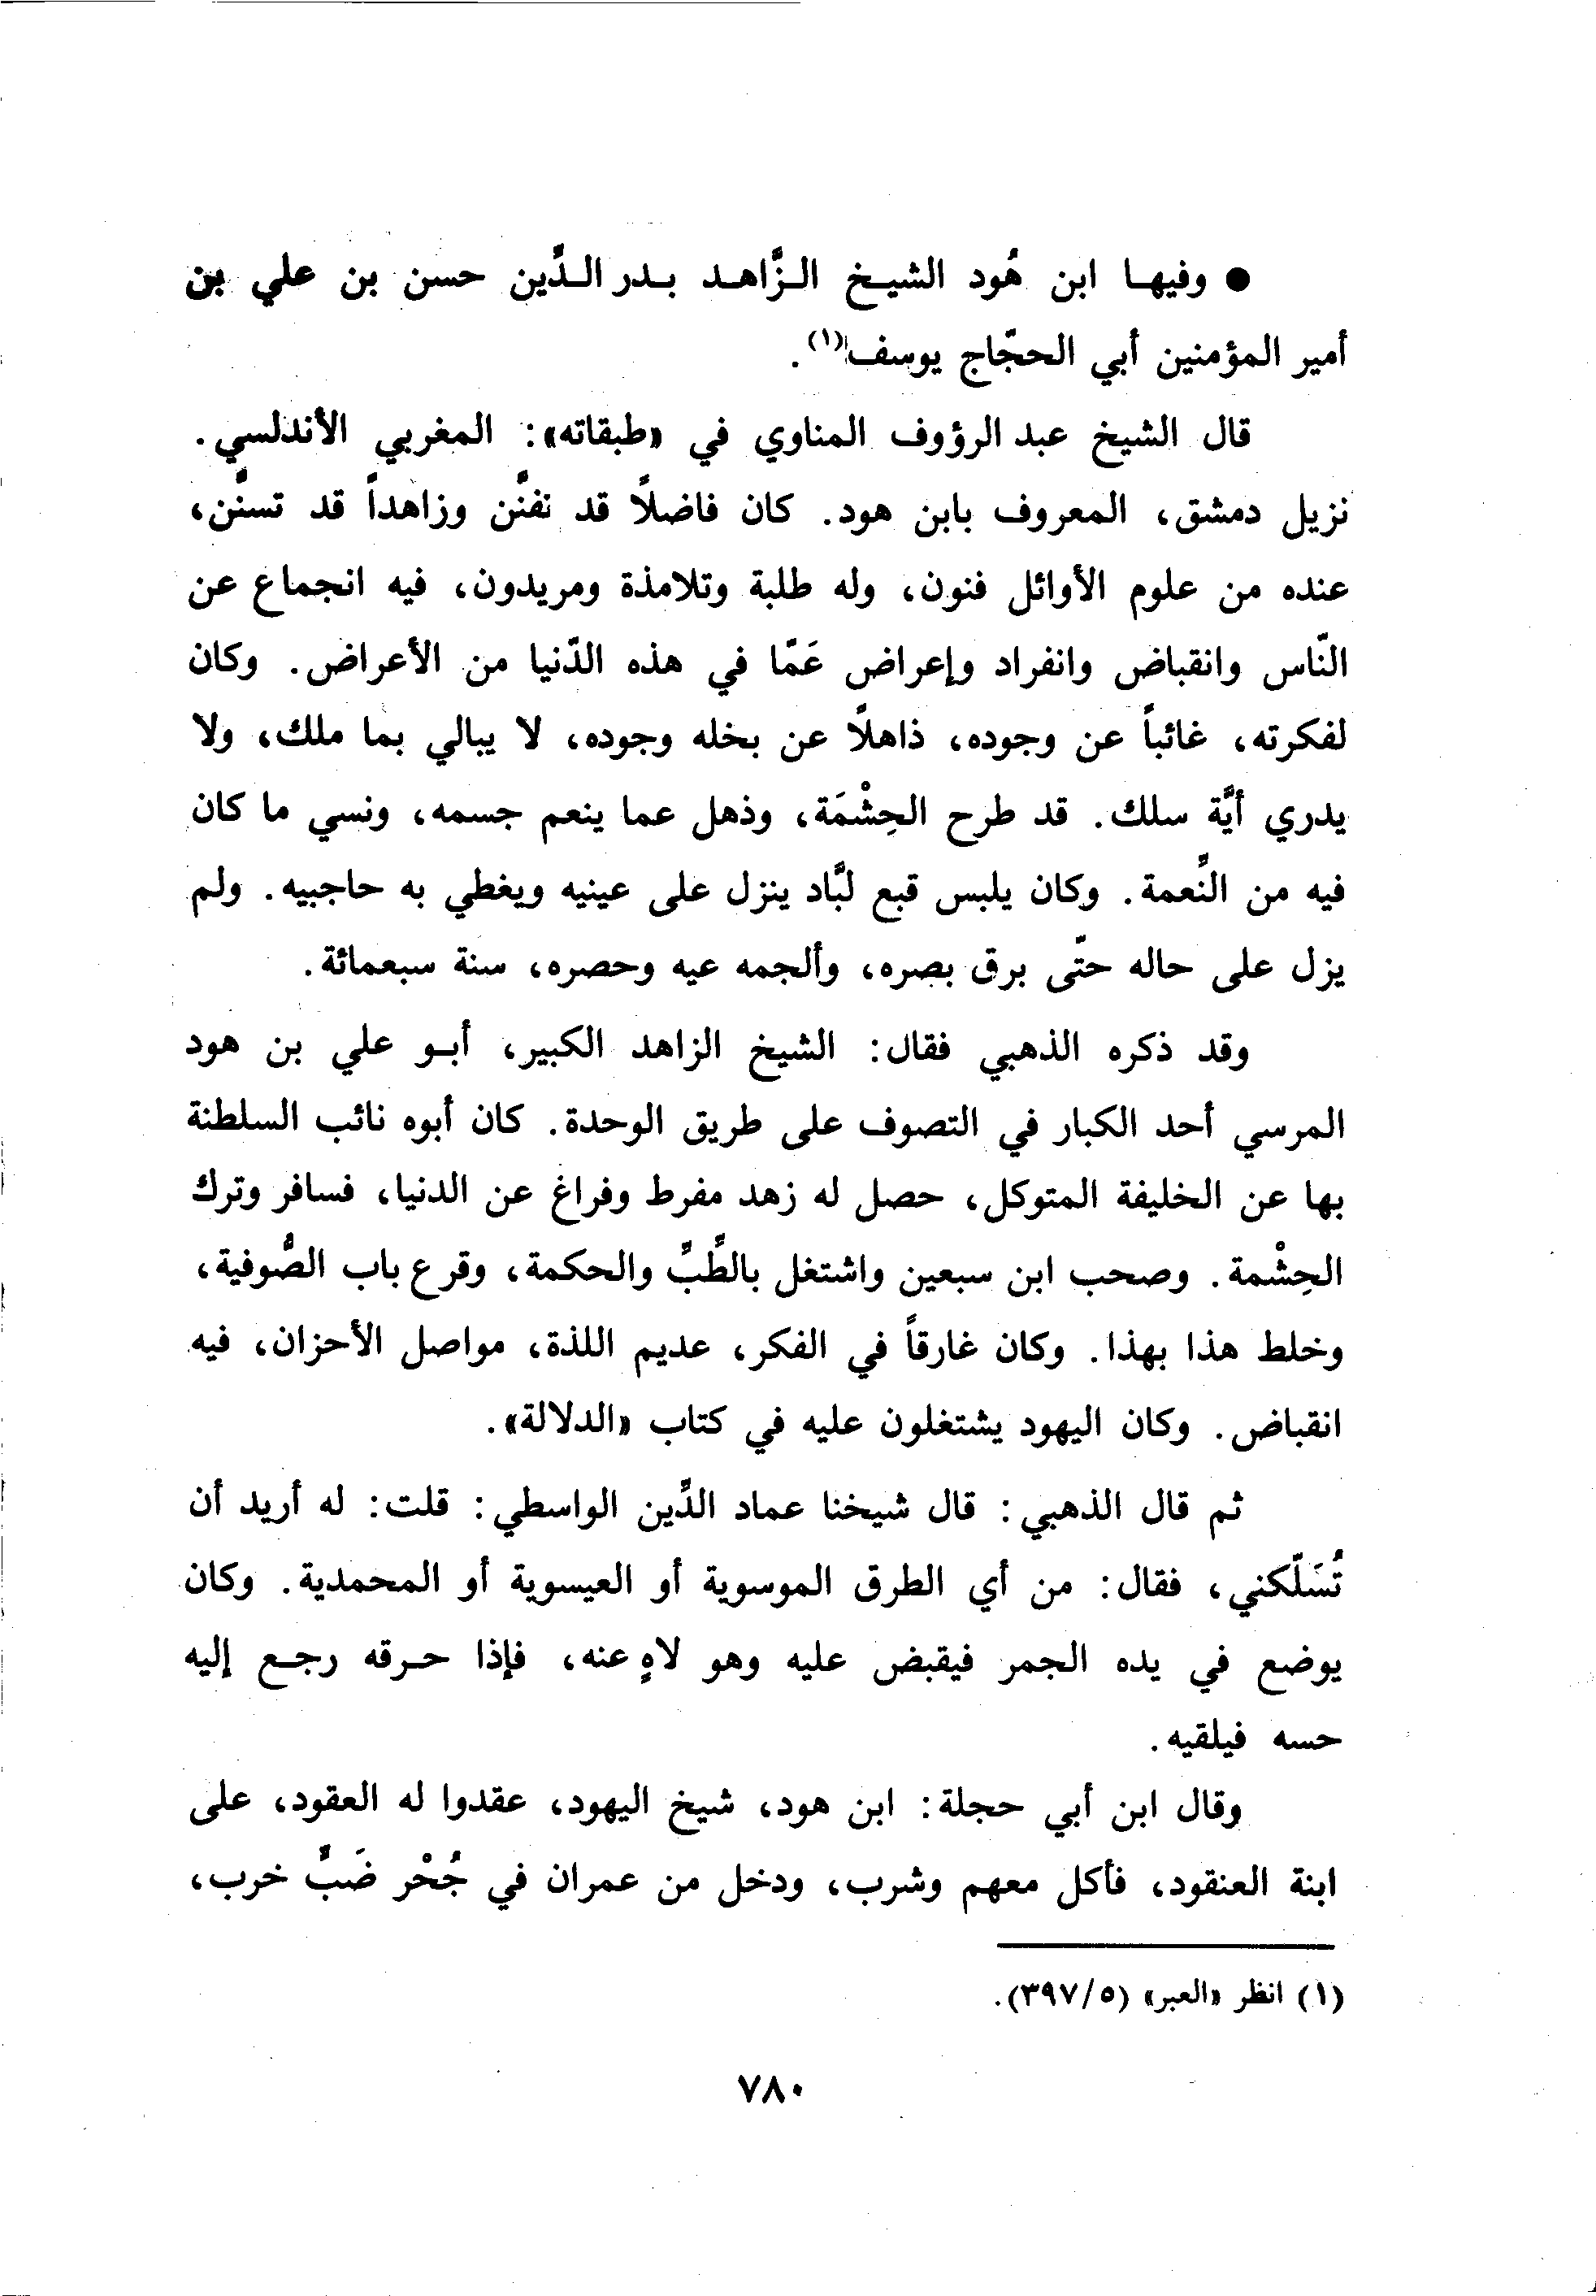 ● وفيها ابن هُود الشيخ الزَّاهد بدر الدِّين حسن بن علي بن
أمير المؤمنين أبي الحجّاج يوسف(١).
قال الشيخ عبد الرؤوف المناوي في «طبقاته»: المغربي الأندلسي.
نزيل دمشق، المعروف بابن هود. كان فاضلًا قد تفنَّن وزاهداً قد تسنَّن،
عنده من علوم الأوائل فنون، وله طلبة وتلامذة ومريدون، فيه انجماع عن
النّاس وانقباض وانفراد وإعراض عَمّا في هذه الدّنيا من الأعراض. وكان
لفكرته، غائباً عن وجوده، ذاهلًا عن بخله وجوده، لا يبالي بما ملك، ولا
يدري أيَّة سلك. قد طرح الحِشْمَة، وذهل عما ينعم جسمه، ونسي ما كان
فيه من النِّعمة. وكان يلبس قبع لبَّاد ينزل على عينيه ويغطي به حاجبيه. ولم
يزل على حاله حتّى برق بصره، وألجمه عيه وحصره، سنة سبعمائة.
وقد ذكره الذهبي فقال: الشيخ الزاهد الكبير، أبو علي بن هود
المرسي أحد الكبار في التصوف على طريق الوحدة. كان أبوه نائب السلطنة
بها عن الخليفة المتوكل، حصل له زهد مفرط وفراغ عن الدنيا، فسافر وترك
الحِشْمة. وصحب ابن سبعين واشتغل بالطِّبِّ والحكمة، وقرع باب الصُّوفية،
وخلط هذا بهذا. وكان غارقاً في الفكر، عديم اللذة، مواصل الأحزان، فيه
انقباض. وكان اليهود يشتغلون عليه في كتاب «الدلالة».
ثم قال الذهبي: قال شيخنا عماد الدِّين الواسطي: قلت: له أريد أن
تُسَلّكني، فقال: من أي الطرق الموسوية أو العيسوية أو المحمدية. وكان
يوضع في يده الجمر فيقبض عليه وهو لاهٍ عنه، فإذا حرقه رجع إليه
حسه فيلقيه.
وقال ابن أبي حجلة: ابن هود، شيخ اليهود، عقدوا له العقود، على
ابنة العنقود، فأكل معهم وشرب، ودخل من عمران في جُحْر ضَبٍّ خرب،
(١) انظر «العبر» (٥/٣٩٧).
٧٨٠